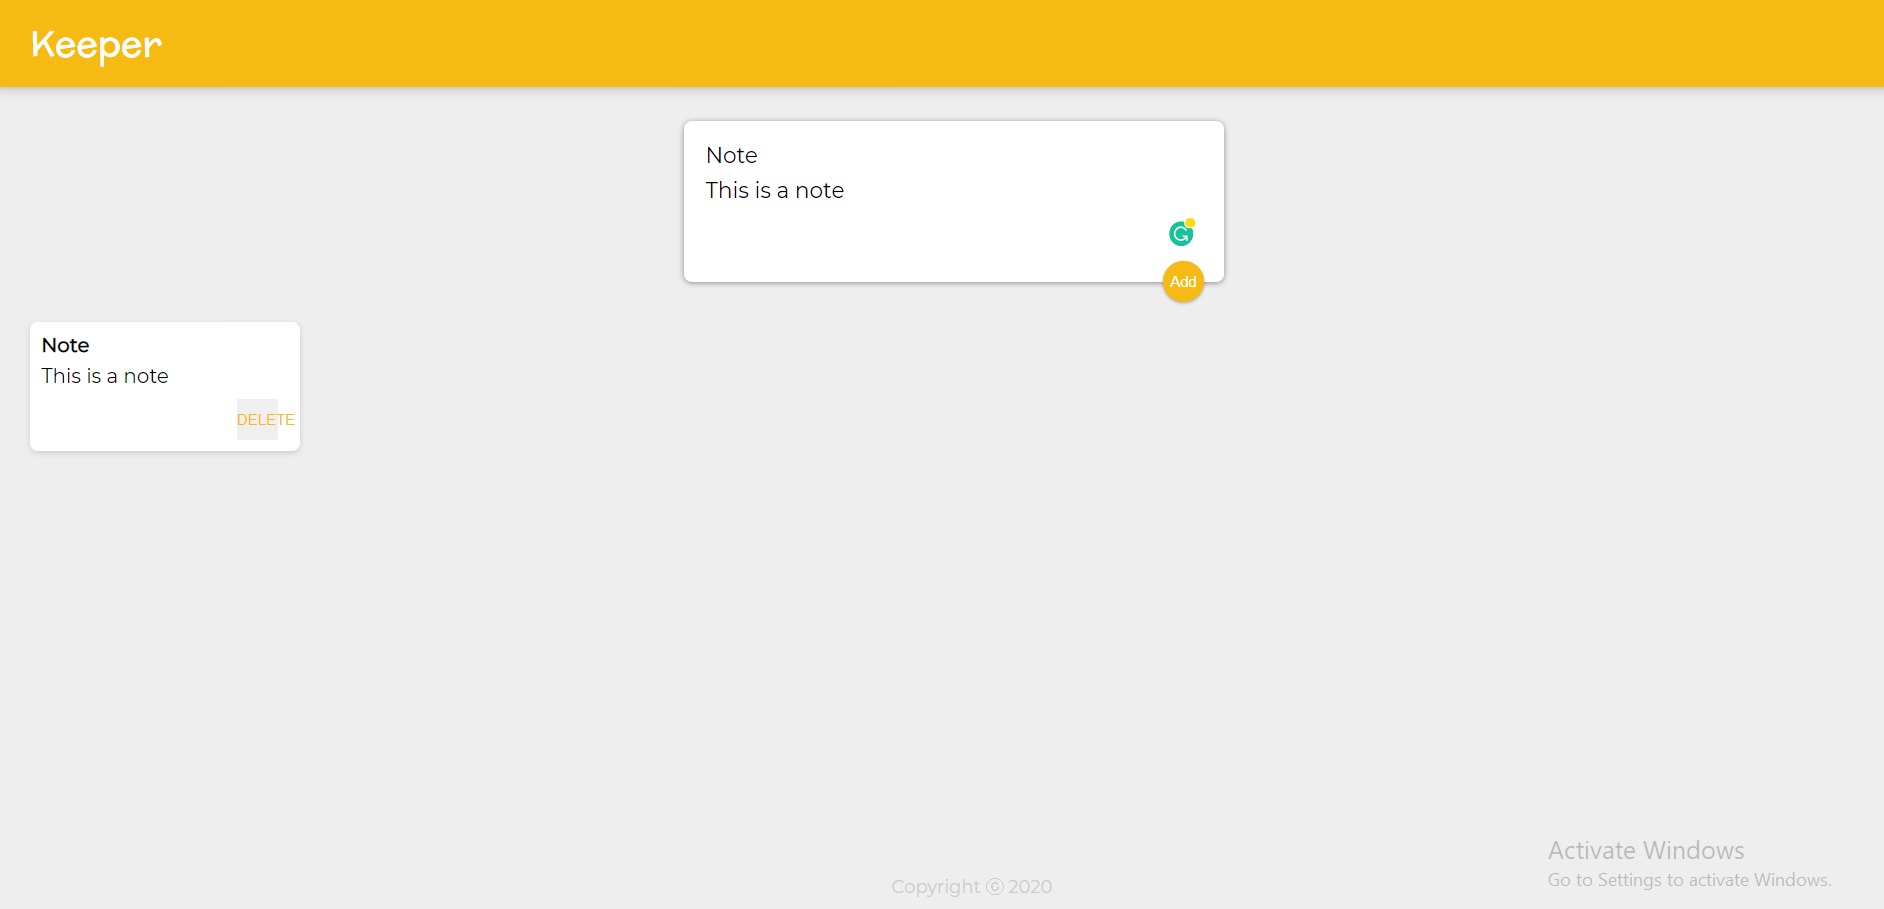 Keeper
Note
This is a note
Add
Note
This is a note
DELETE
Copyright ⓒ 2020
Activate Windows
Go to Settings to activate Windows.